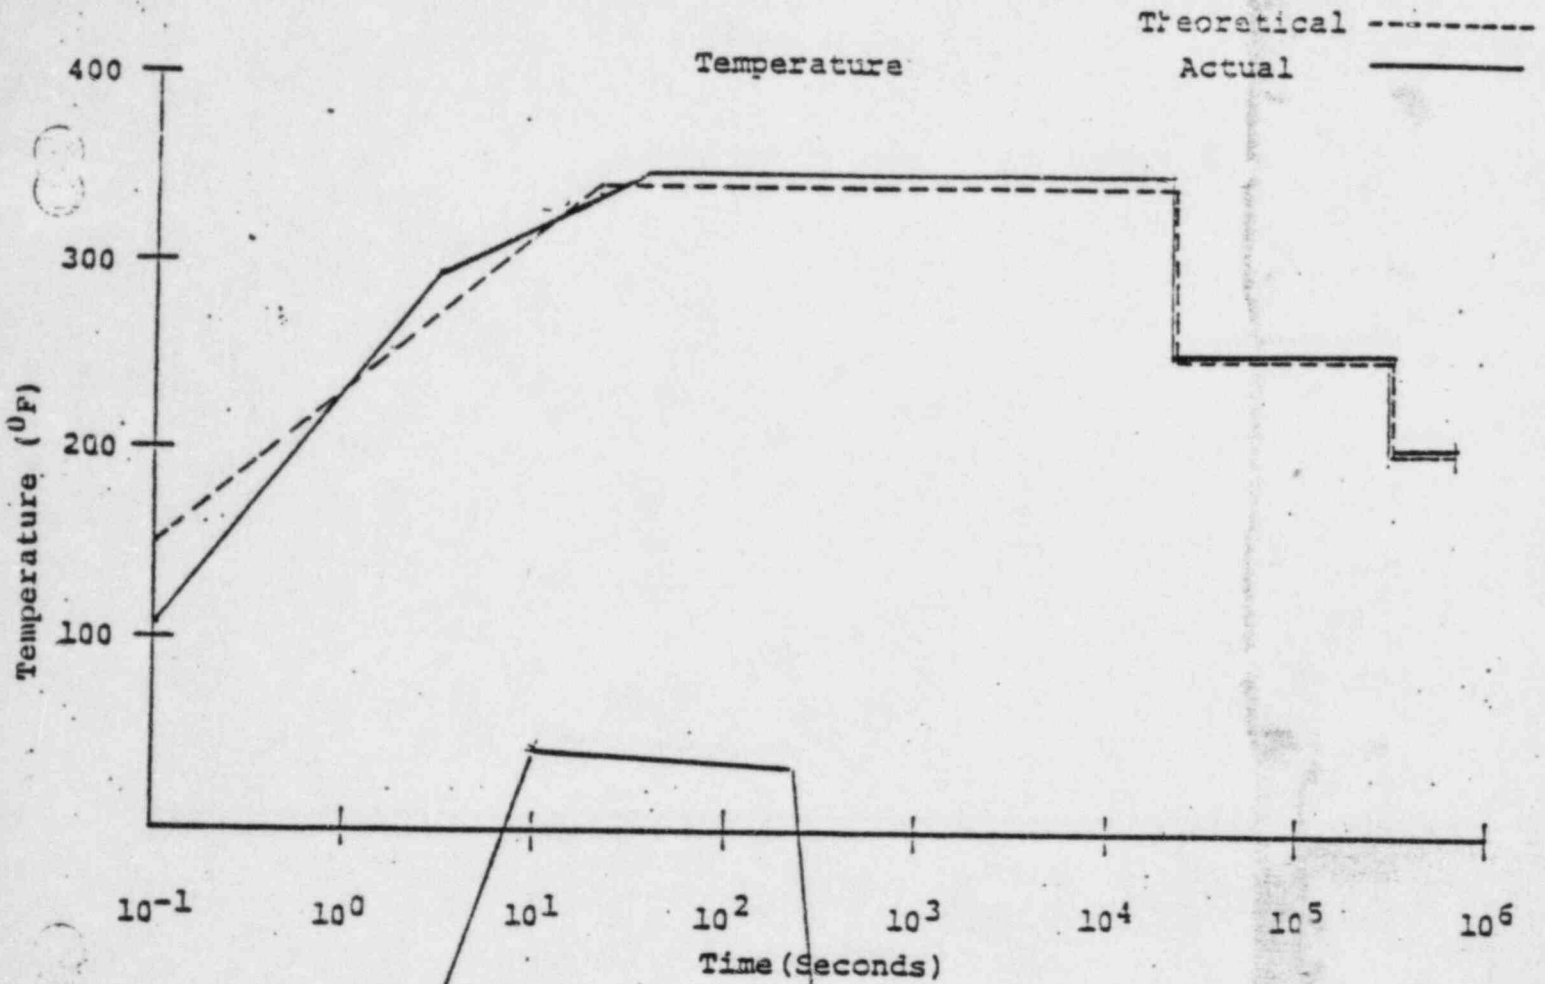 Theoretical
Temperature
Actual
400
300
200
100
Temperature (⁰F)
10⁻¹ 10⁰ 10¹ 10² 10³ 10⁴ 10⁵ 10⁶
Time (Seconds)